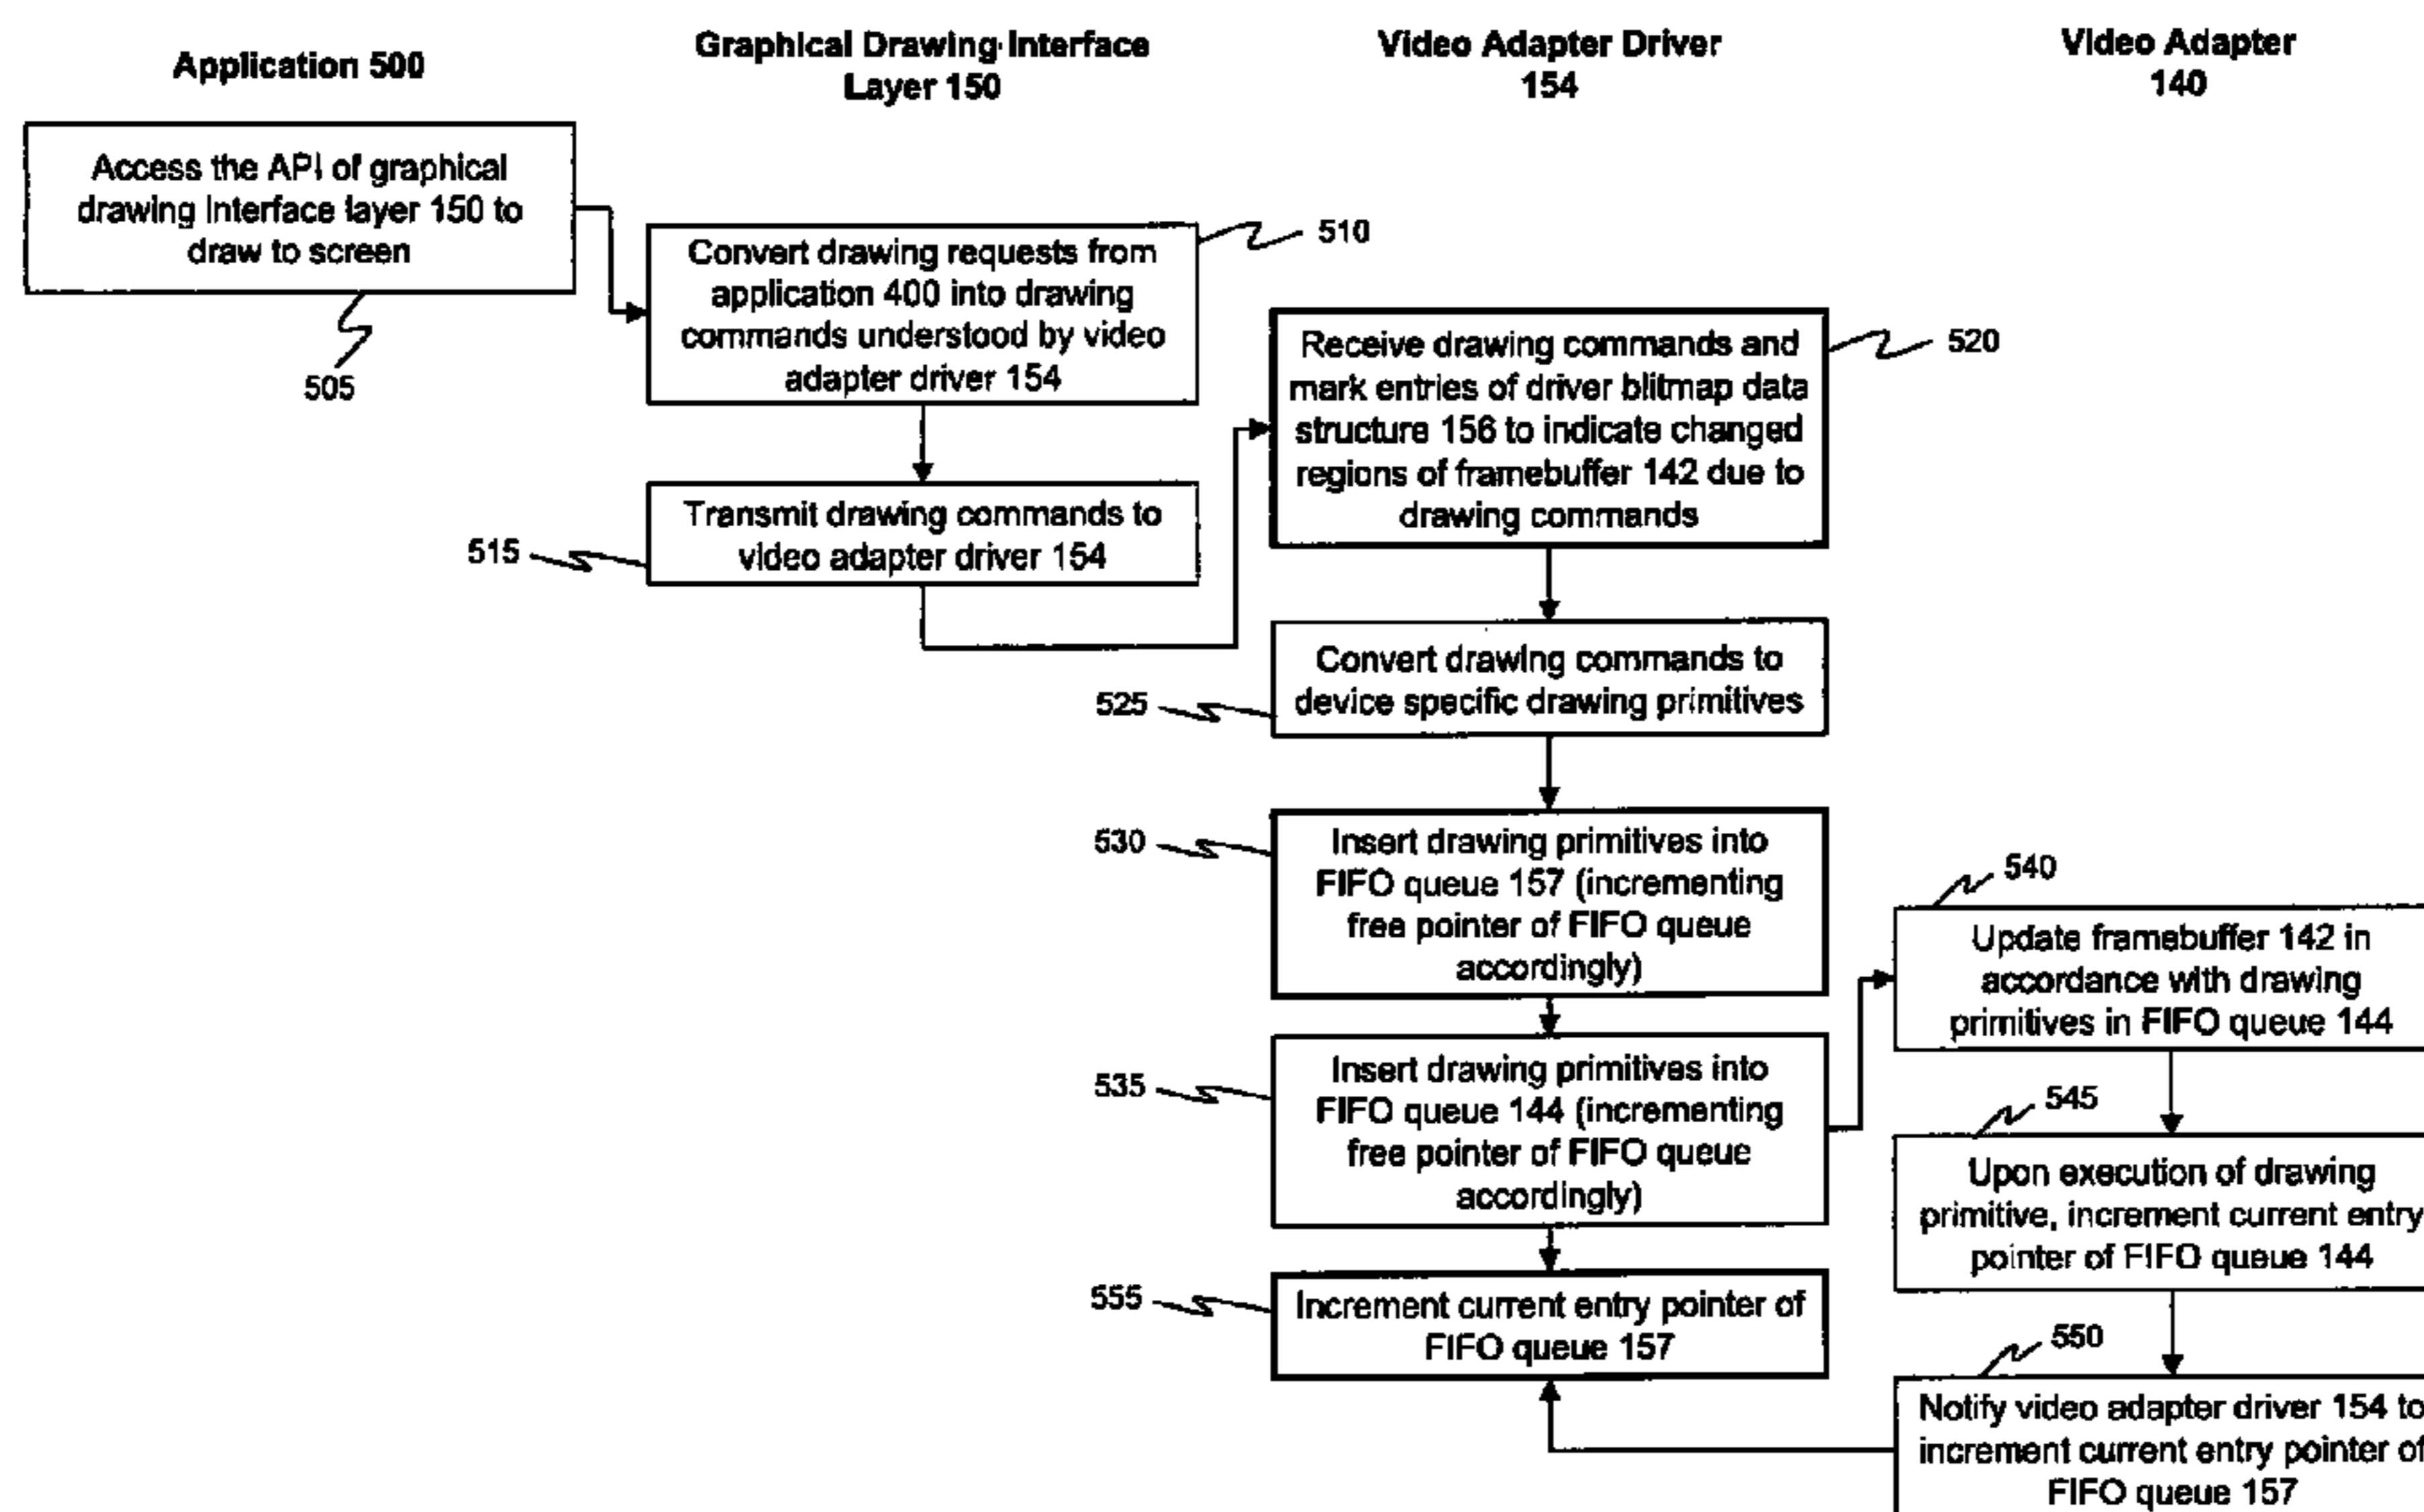 Application 500
Graphical Drawing Interface
Layer 150
Video Adapter Driver
154
Video Adapter
140
Access the API of graphical
drawing interface layer 150 to
draw to screen
505
Convert drawing requests from
application 400 into drawing
commands understood by video
adapter driver 154
510
Transmit drawing commands to
video adapter driver 154
515
Receive drawing commands and
mark entries of driver blitmap data
structure 156 to indicate changed
regions of framebuffer 142 due to
drawing commands
520
Convert drawing commands to
device specific drawing primitives
525
Insert drawing primitives into
FIFO queue 157 (incrementing
free pointer of FIFO queue
accordingly)
530
Insert drawing primitives into
FIFO queue 144 (incrementing
free pointer of FIFO queue
accordingly)
535
540
Update framebuffer 142 in
accordance with drawing
primitives in FIFO queue 144
545
Upon execution of drawing
primitive, increment current entry
pointer of FIFO queue 144
550
Notify video adapter driver 154 to
increment current entry pointer of
FIFO queue 157
555
Increment current entry pointer of
FIFO queue 157